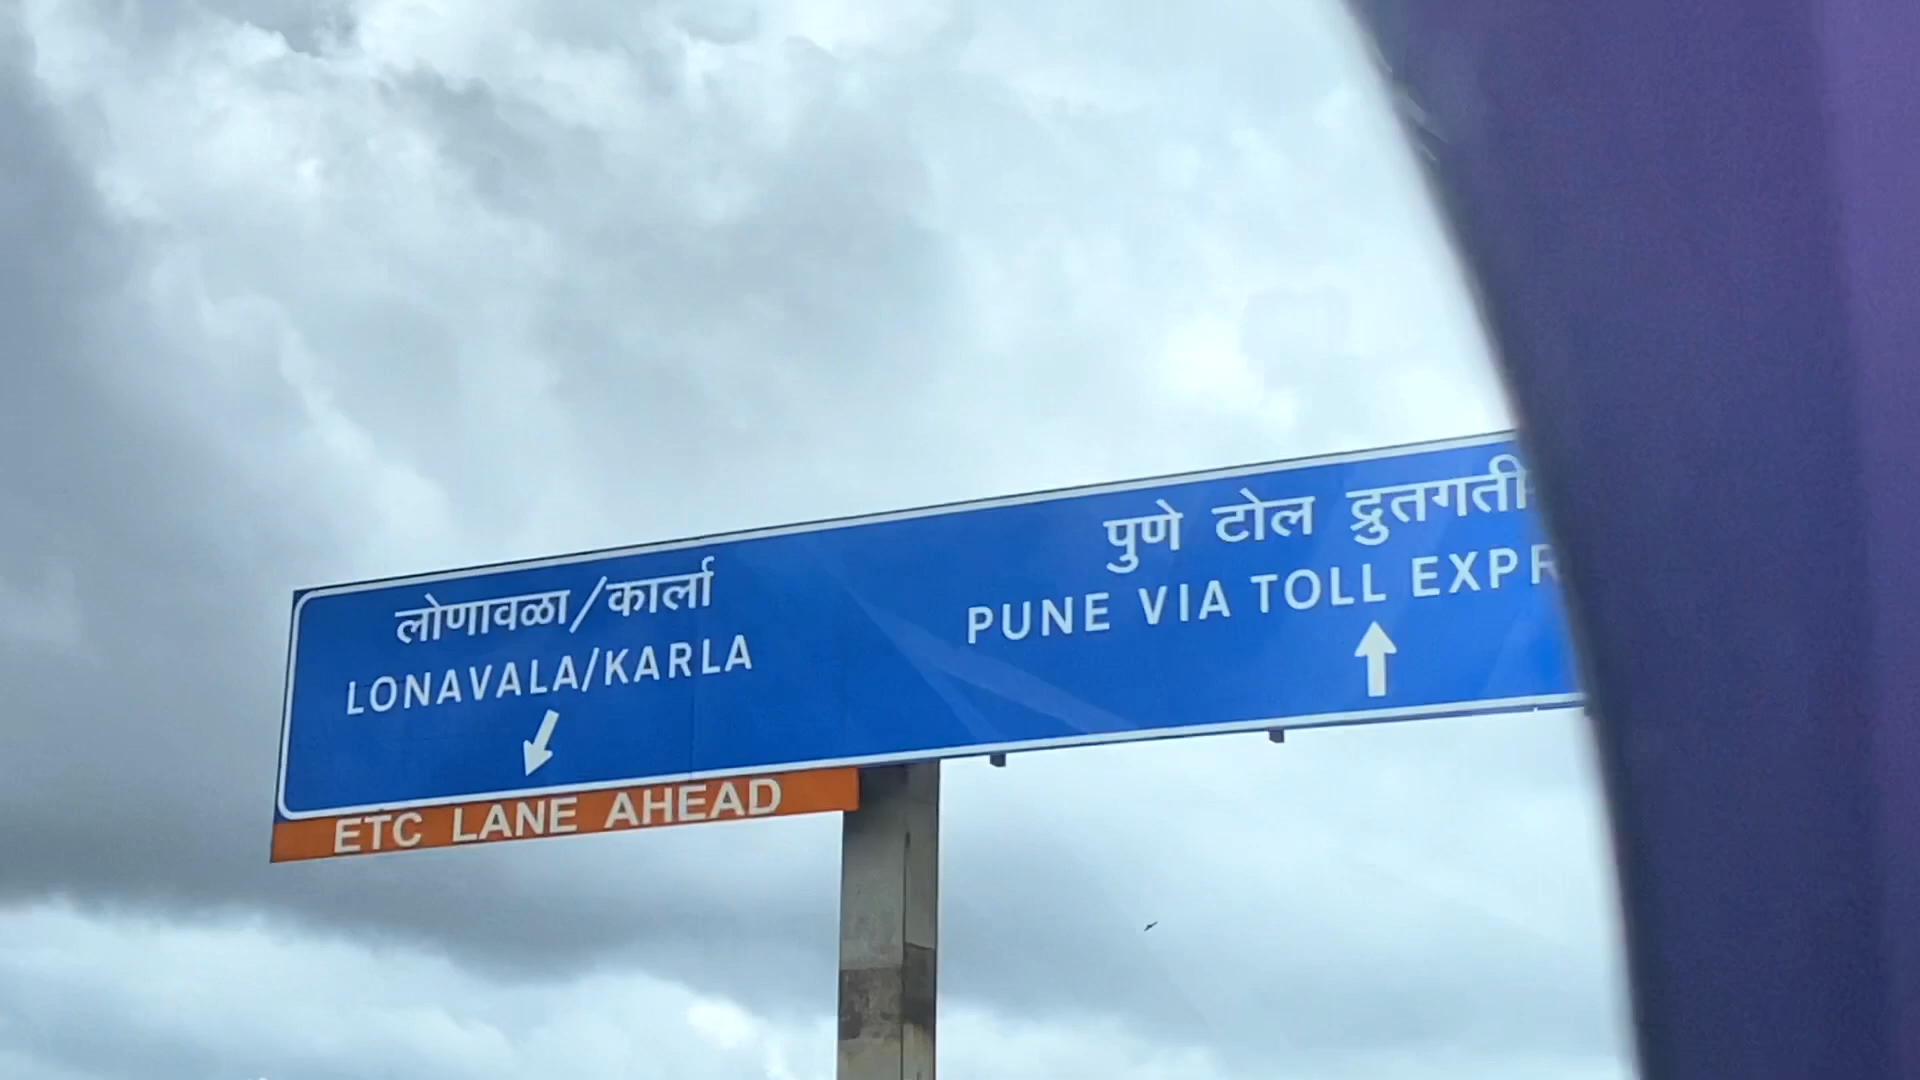 लोणावळा/कार्ला
LONAVALA/KARLA
पुणे टोल द्रुतगती
PUNE VIA TOLL EXPR
ETC LANE AHEAD